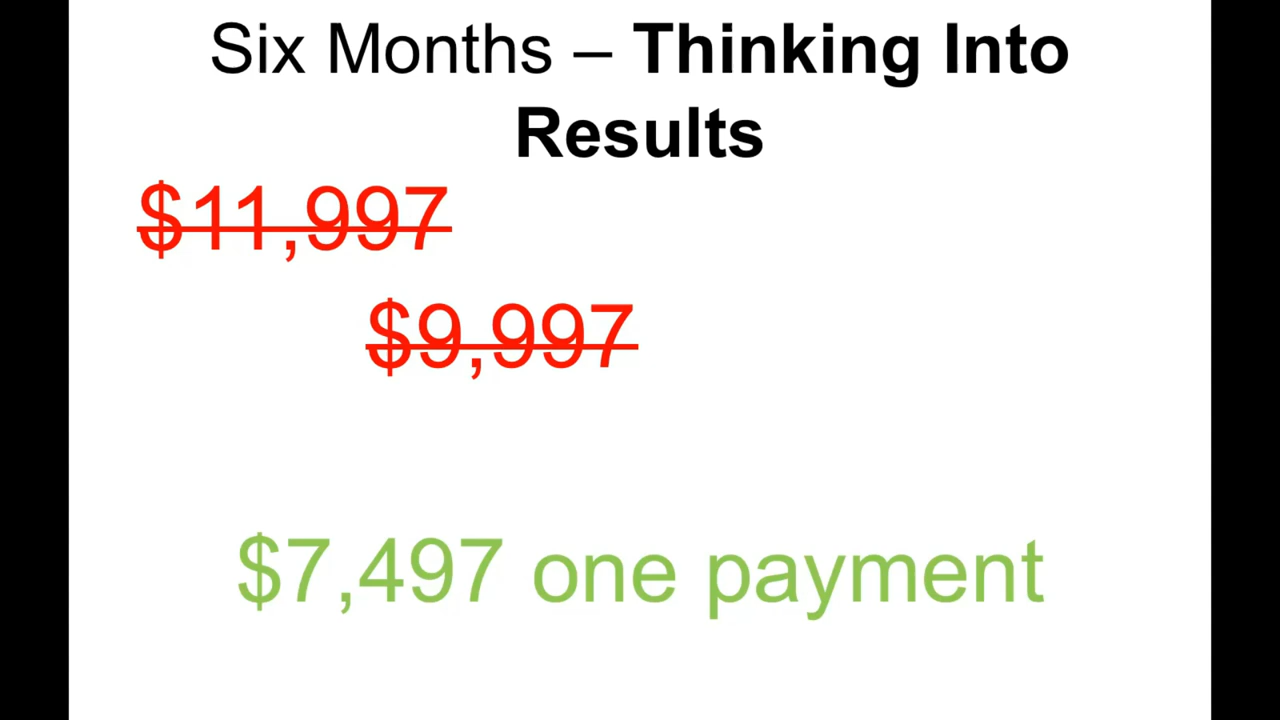 Six Months – Thinking Into
Results
$11,997
$9,997
$7,497 one payment